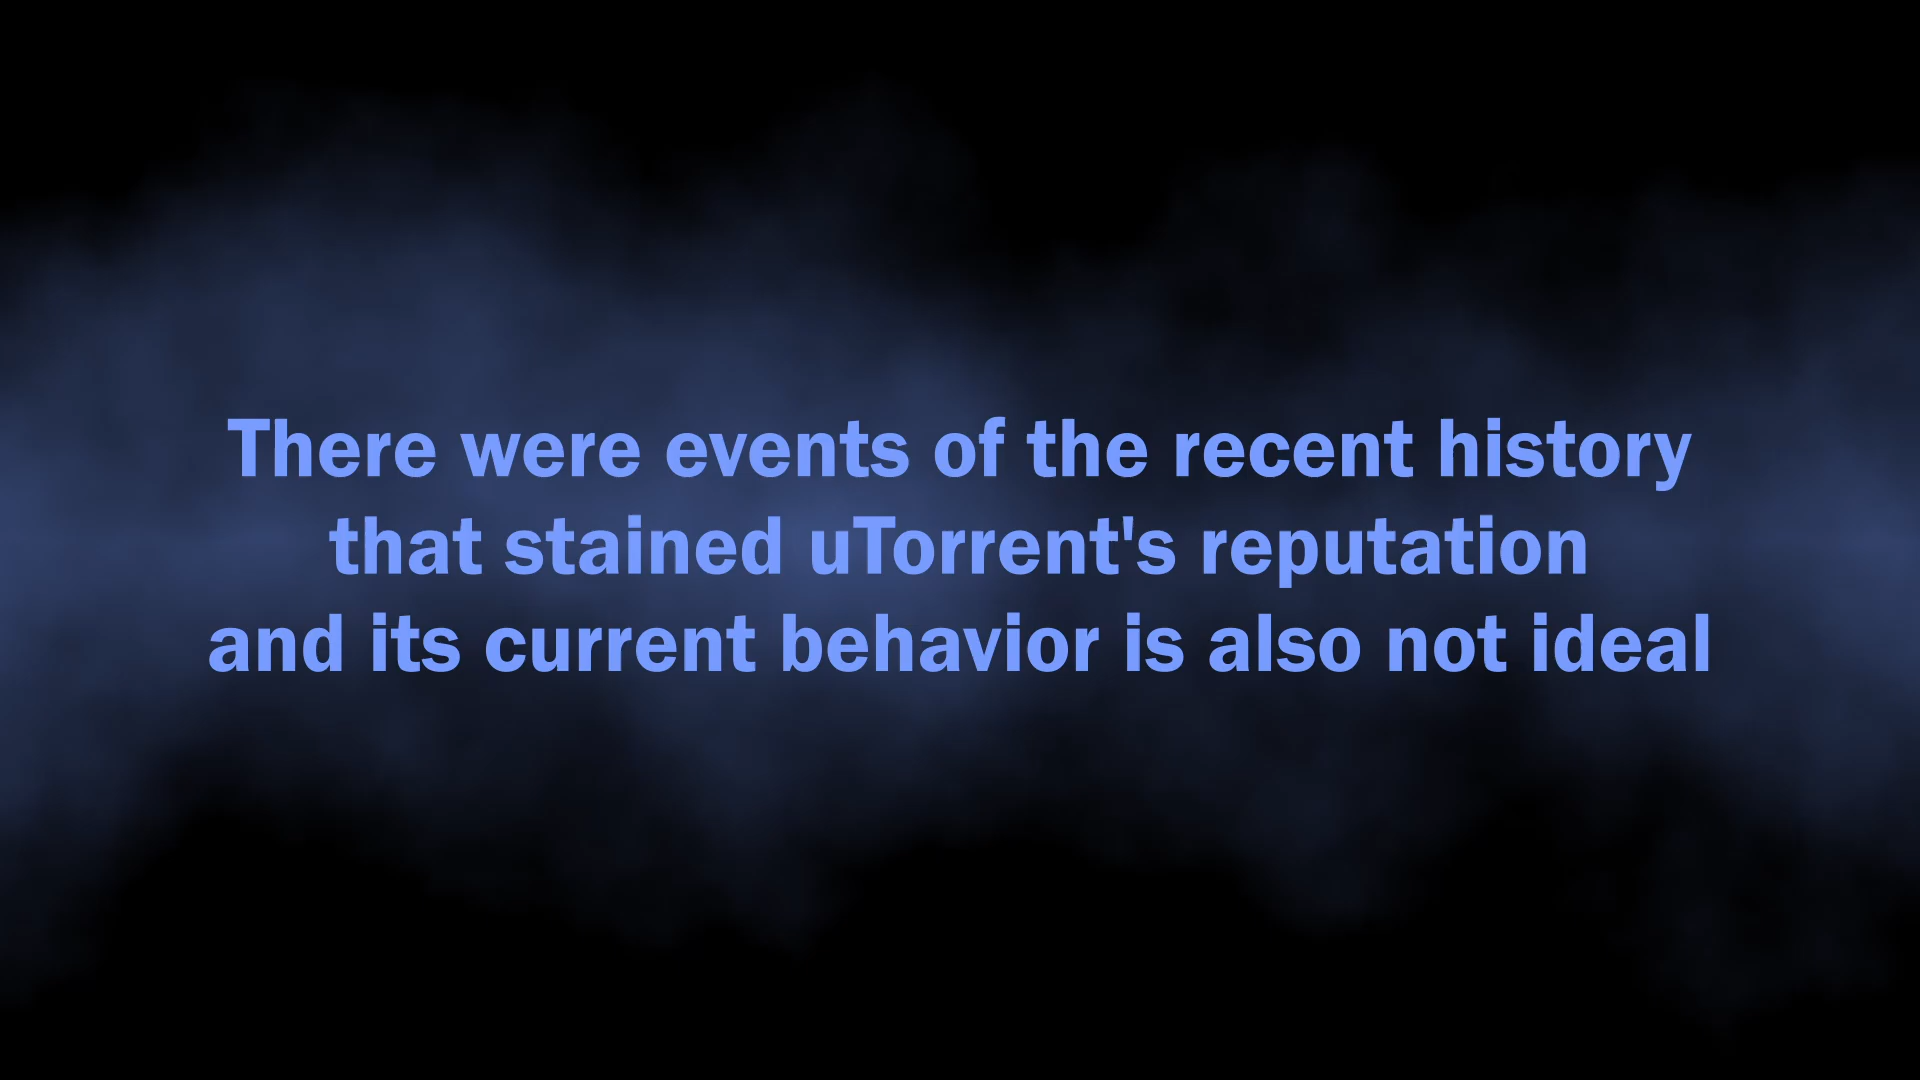 There were events of the recent history
that stained uTorrent's reputation
and its current behavior is also not ideal